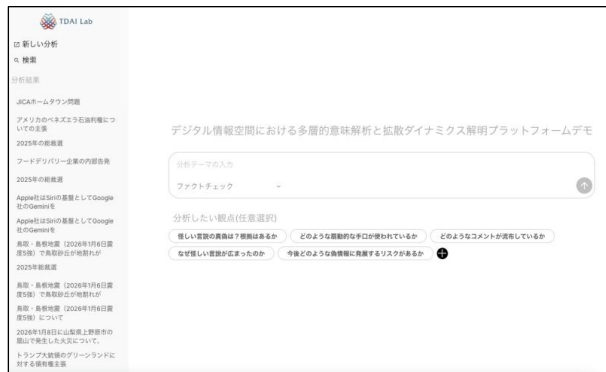 TDAI Lab
新しい分析
検索
分析結果
JICAホームタウン問題
アメリカのベネズエラ石油利権につ
いての主張
2025年の総裁選
フードデリバリー企業の内部告発
2025年の総裁選
Apple社はSiriの基盤としてGoogle
社のGeminiを
Apple社はSiriの基盤としてGoogle
社のGeminiを
鳥取・島根地震（2026年1月6日震
度5強）で鳥取砂丘が地割れが
2025年総裁選
鳥取・島根地震（2026年1月6日震
度5強）で鳥取砂丘が地割れが
鳥取・島根地震（2026年1月6日震
度5強）について
2026年1月8日に山梨県上野原市の
扇山で発生した火災について、
トランプ大統領のグリーンランドに
対する領有権主張
デジタル情報空間における多層的意味解析と拡散ダイナミクス解明プラットフォームデモ
分析テーマの入力
ファクトチェック
分析したい観点(任意選択)
怪しい言説の真偽は？根拠はあるか
どのような扇動的な手口が使われているか
どのようなコメントが流布しているか
なぜ怪しい言説が広まったのか
今後どのような偽情報に発展するリスクがあるか